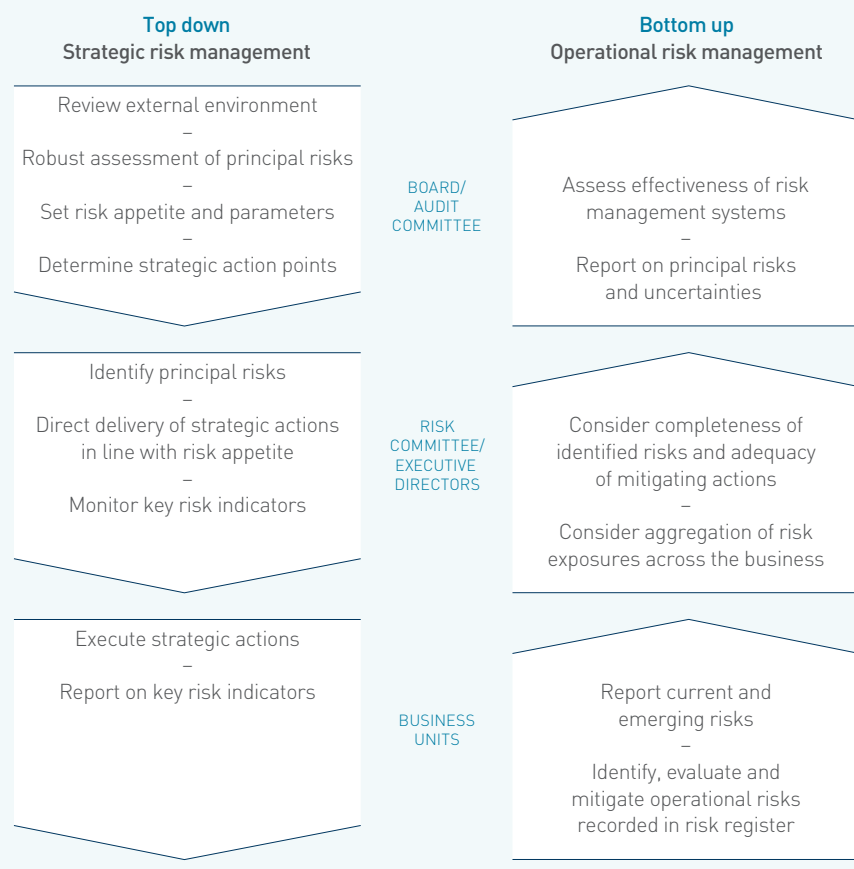 Top down
Strategic risk management
Bottom up
Operational risk management
Review external environment
–
Robust assessment of principal risks
–
Set risk appetite and parameters
–
Determine strategic action points
BOARD/
AUDIT
COMMITTEE
Assess effectiveness of risk
management systems
–
Report on principal risks
and uncertainties
Identify principal risks
–
Direct delivery of strategic actions
in line with risk appetite
–
Monitor key risk indicators
RISK
COMMITTEE/
EXECUTIVE
DIRECTORS
Consider completeness of
identified risks and adequacy
of mitigating actions
–
Consider aggregation of risk
exposures across the business
Execute strategic actions
–
Report on key risk indicators
BUSINESS
UNITS
Report current and
emerging risks
–
Identify, evaluate and
mitigate operational risks
recorded in risk register